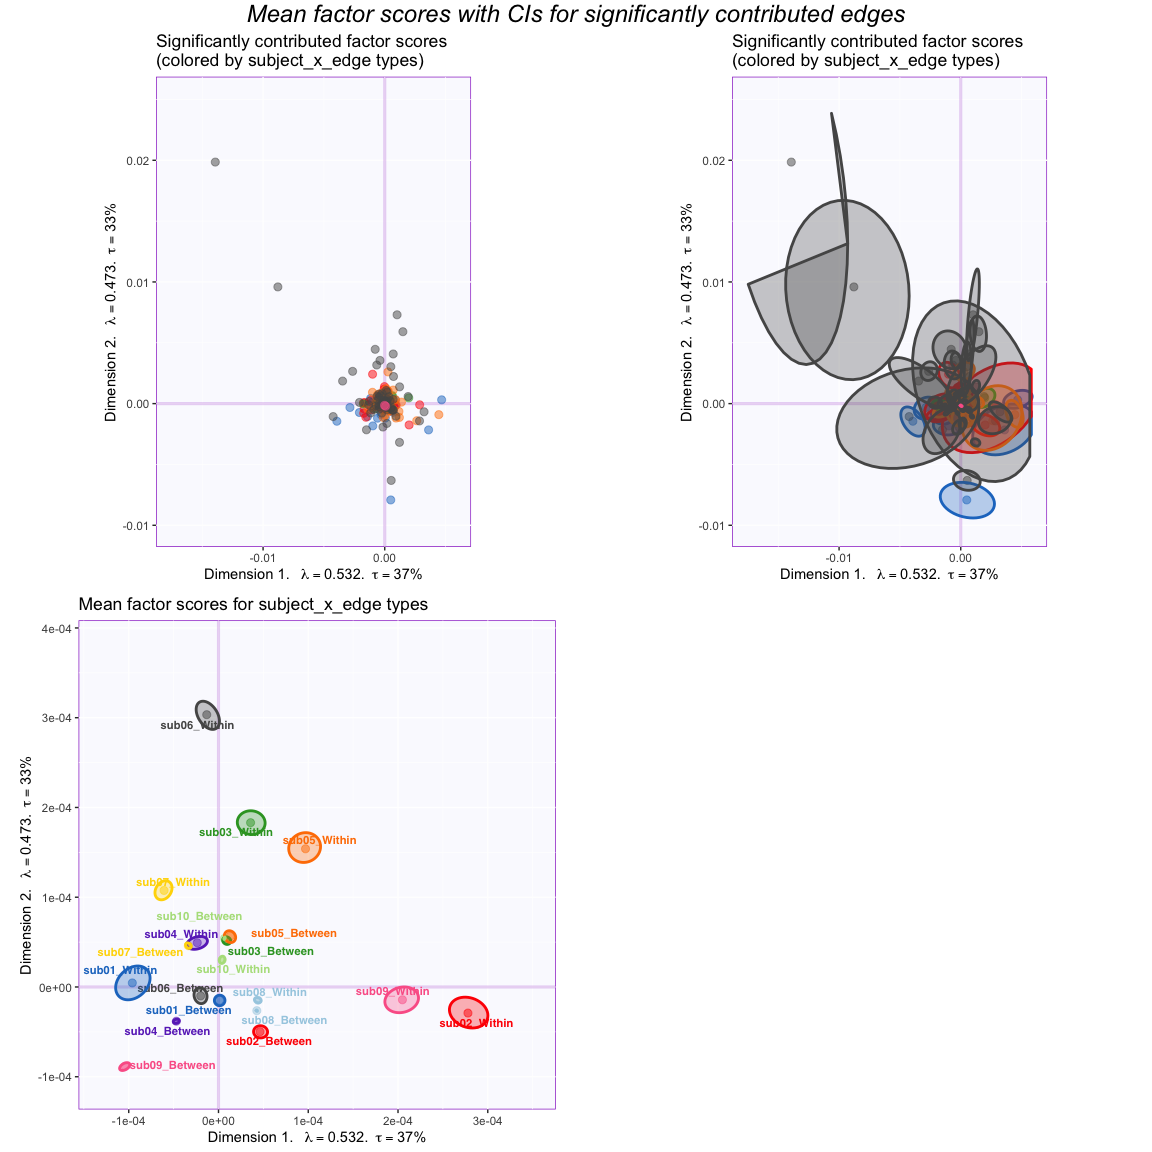 Mean factor scores with CIs for significantly contributed edges
Significantly contributed factor scores
(colored by subject_x_edge types)
0.02
0.01
0.00
-0.01
-0.01
0.00
Dimension 2. λ = 0.473. τ = 33%
Dimension 1. λ = 0.532. τ = 37%
Significantly contributed factor scores
(colored by subject_x_edge types)
0.02
0.01
0.00
-0.01
-0.01
0.00
Dimension 2. λ = 0.473. τ = 33%
Dimension 1. λ = 0.532. τ = 37%
Mean factor scores for subject_x_edge types
4e-04
3e-04
2e-04
1e-04
0e+00
-1e-04
Dimension 2. λ = 0.473. τ = 33%
sub06_Within
sub03_Within
sub05_Within
sub07_Within
sub10_Between
sub04_Within
sub05_Between
sub07_Between
sub03_Between
sub01_Within
sub10_Within
sub06_Between
sub08_Within
sub09_Within
sub01_Between
sub08_Between
sub02_Within
sub04_Between
sub02_Between
sub09_Between
-1e-04
0e+00
1e-04
2e-04
3e-04
Dimension 1. λ = 0.532. τ = 37%